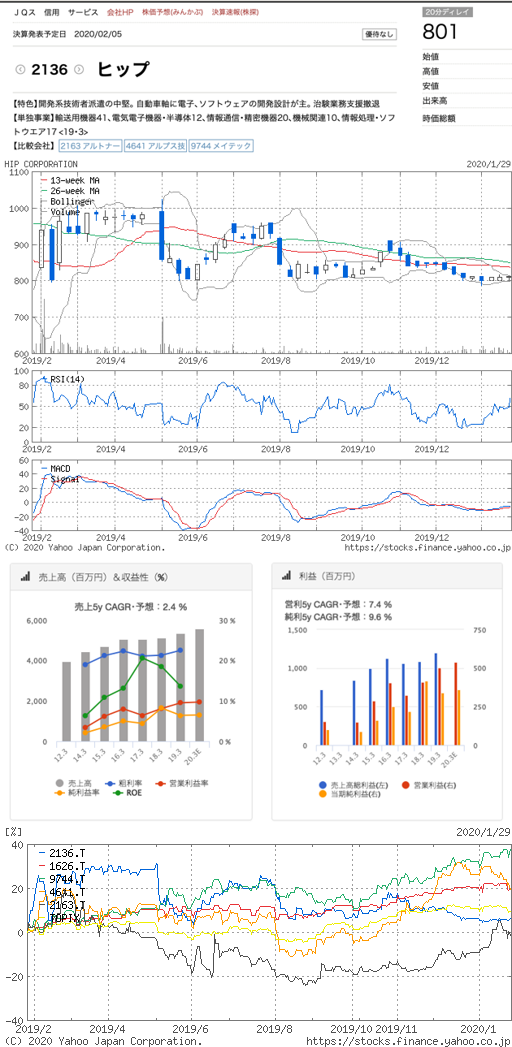 JQス 信用 サービス 会社HP 株価予想(みんかぶ) 決算速報(株探)
決算発表予定日 2020/02/05
優待なし
20分ディレイ
801
始値
高値
安値
出来高
時価総額
2136 ヒップ
【特色】開発系技術者派遣の中堅。自動車軸に電子、ソフトウェアの開発設計が主。治験業務支援撤退
【単独事業】輸送用機器41、電気電子機器・半導体12、情報通信・精密機器20、機械関連10、情報処理・ソフ
トウエア17 <19・3>
【比較会社】 2163 アルトナー 4641 アルプス技 9744 メイテック
HIP CORPORATION 2020/1/29
13-week MA
26-week MA
Bollinger
Volume
1100
1000
900
800
700
600
2019/2 2019/4 2019/6 2019/8 2019/10 2019/12
RSI(14)
100
50
0
2019/2 2019/4 2019/6 2019/8 2019/10 2019/12
MACD
Signal
60
40
20
0
-20
-40
2019/2 2019/4 2019/6 2019/8 2019/10 2019/12
(C) 2020 Yahoo Japan Corporation. https://stocks.finance.yahoo.co.jp
売上高（百万円）＆収益性（%）
売上5y CAGR・予想：2.4 %
6,000
4,000
2,000
0
30 %
20 %
10 %
0 %
12.3 14.3 15.3 16.3 17.3 18.3 19.3 20.3E
売上高 粗利率 営業利益率
純利益率 ROE
利益（百万円）
営利5y CAGR・予想：7.4 %
純利5y CAGR・予想：9.6 %
1,500
1,000
500
0
750
500
250
0
12.3 13.3 14.3 15.3 16.3 17.3 18.3 19.3 20.3E
売上高総利益(左) 営業利益(右)
当期純利益(右)
[%] 2020/1/29
2136.T
1626.T
9744.T
4641.T
2163.T
TOPIX
40
20
0
-20
-40
2019/2 2019/4 2019/6 2019/8 2019/10 2019/11 2020/1
(C) 2020 Yahoo Japan Corporation. https://stocks.finance.yahoo.co.jp